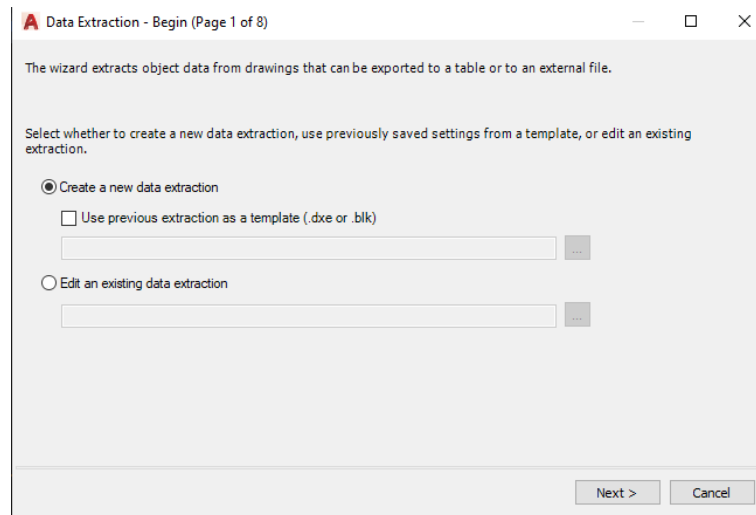 Data Extraction - Begin (Page 1 of 8)
The wizard extracts object data from drawings that can be exported to a table or to an external file.
Select whether to create a new data extraction, use previously saved settings from a template, or edit an existing
extraction.
Create a new data extraction
Use previous extraction as a template (.dxe or .blk)
...
Edit an existing data extraction
...
Next > Cancel